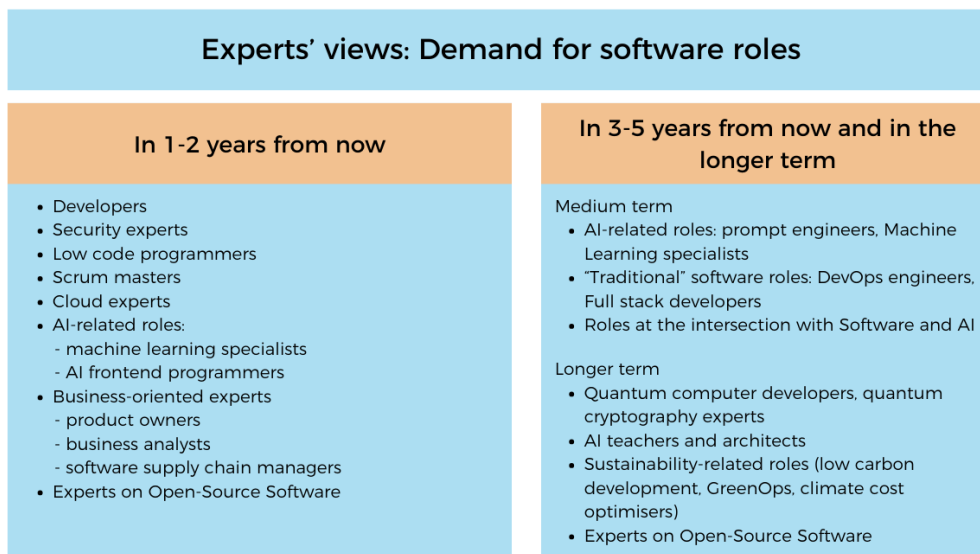 Experts’ views: Demand for software roles
In 1-2 years from now
• Developers
• Security experts
• Low code programmers
• Scrum masters
• Cloud experts
• AI-related roles:
- machine learning specialists
- AI frontend programmers
• Business-oriented experts
- product owners
- business analysts
- software supply chain managers
• Experts on Open-Source Software
In 3-5 years from now and in the
longer term
Medium term
• AI-related roles: prompt engineers, Machine
Learning specialists
• “Traditional” software roles: DevOps engineers,
Full stack developers
• Roles at the intersection with Software and AI
Longer term
• Quantum computer developers, quantum
cryptography experts
• AI teachers and architects
• Sustainability-related roles (low carbon
development, GreenOps, climate cost
optimisers)
• Experts on Open-Source Software